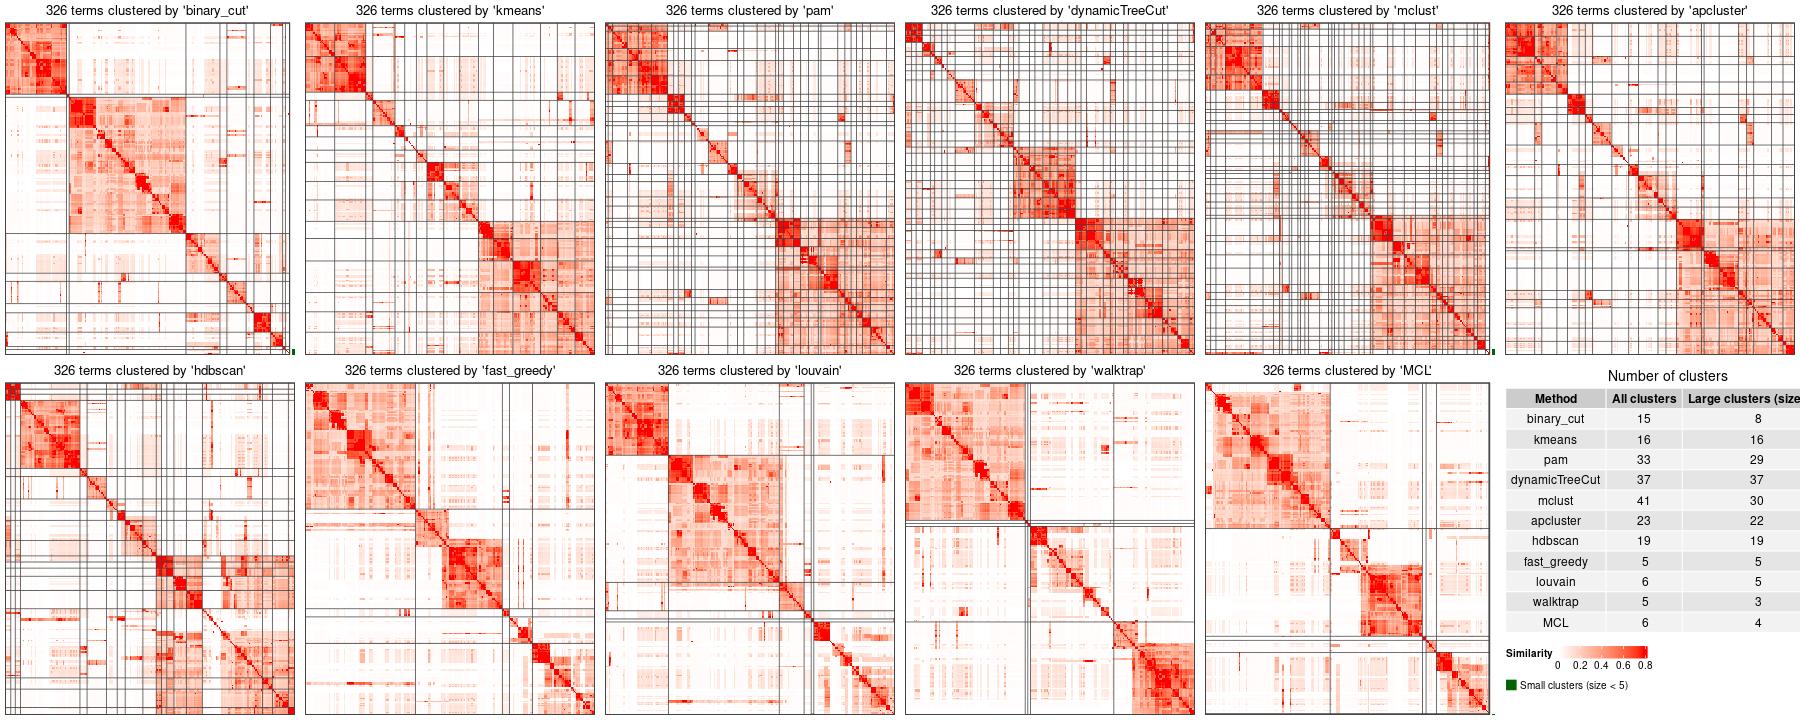 326 terms clustered by 'binary_cut'
326 terms clustered by 'kmeans'
326 terms clustered by 'pam'
326 terms clustered by 'dynamicTreeCut'
326 terms clustered by 'mclust'
326 terms clustered by 'apcluster'
326 terms clustered by 'hdbscan'
326 terms clustered by 'fast_greedy'
326 terms clustered by 'louvain'
326 terms clustered by 'walktrap'
326 terms clustered by 'MCL'
Number of clusters
Method All clusters Large clusters (size
binary_cut 15 8
kmeans 16 16
pam 33 29
dynamicTreeCut 37 37
mclust 41 30
apcluster 23 22
hdbscan 19 19
fast_greedy 5 5
louvain 6 5
walktrap 5 3
MCL 6 4
Similarity
0 0.2 0.4 0.6 0.8
Small clusters (size < 5)